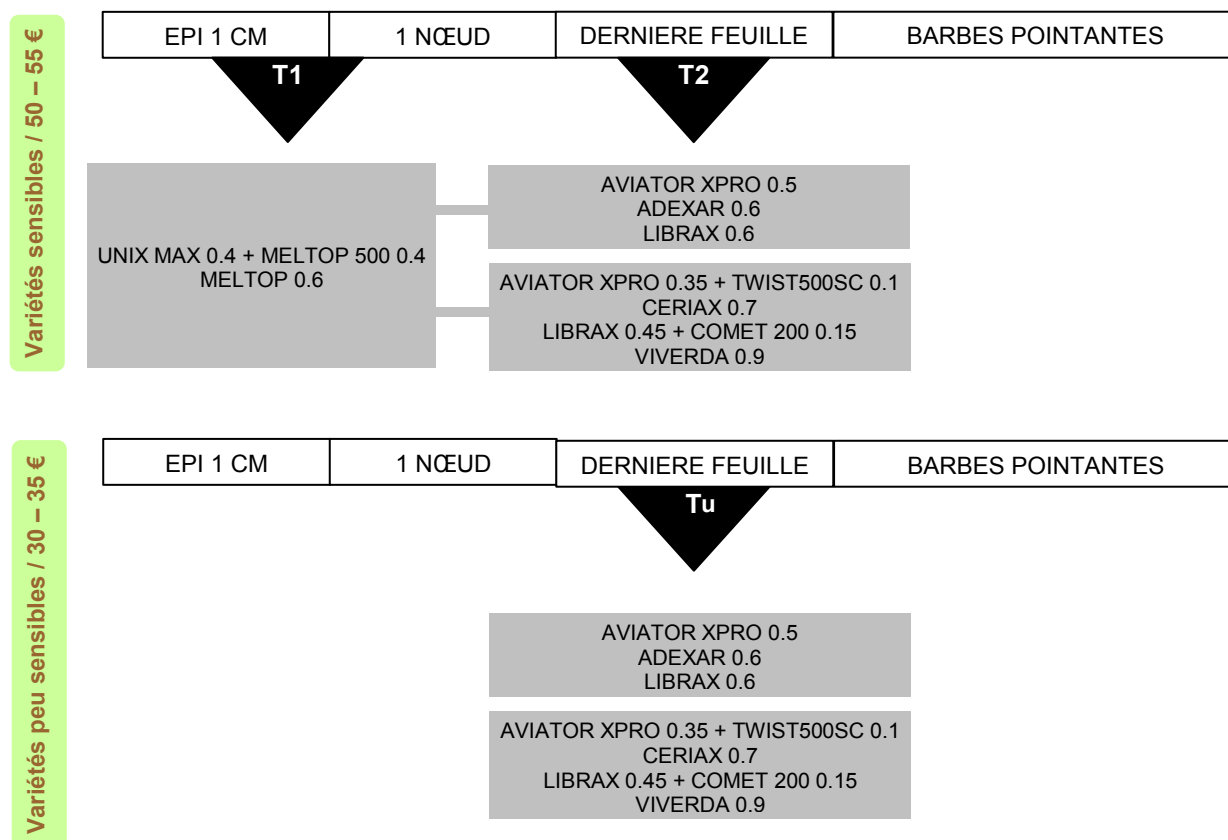 Variétés sensibles / 50 – 55 €
EPI 1 CM
1 NŒUD
DERNIERE FEUILLE
BARBES POINTANTES
T1
T2
UNIX MAX 0.4 + MELTOP 500 0.4
MELTOP 0.6
AVIATOR XPRO 0.5
ADEXAR 0.6
LIBRAX 0.6
AVIATOR XPRO 0.35 + TWIST500SC 0.1
CERIAX 0.7
LIBRAX 0.45 + COMET 200 0.15
VIVERDA 0.9
Variétés peu sensibles / 30 – 35 €
EPI 1 CM
1 NŒUD
DERNIERE FEUILLE
BARBES POINTANTES
Tu
AVIATOR XPRO 0.5
ADEXAR 0.6
LIBRAX 0.6
AVIATOR XPRO 0.35 + TWIST500SC 0.1
CERIAX 0.7
LIBRAX 0.45 + COMET 200 0.15
VIVERDA 0.9